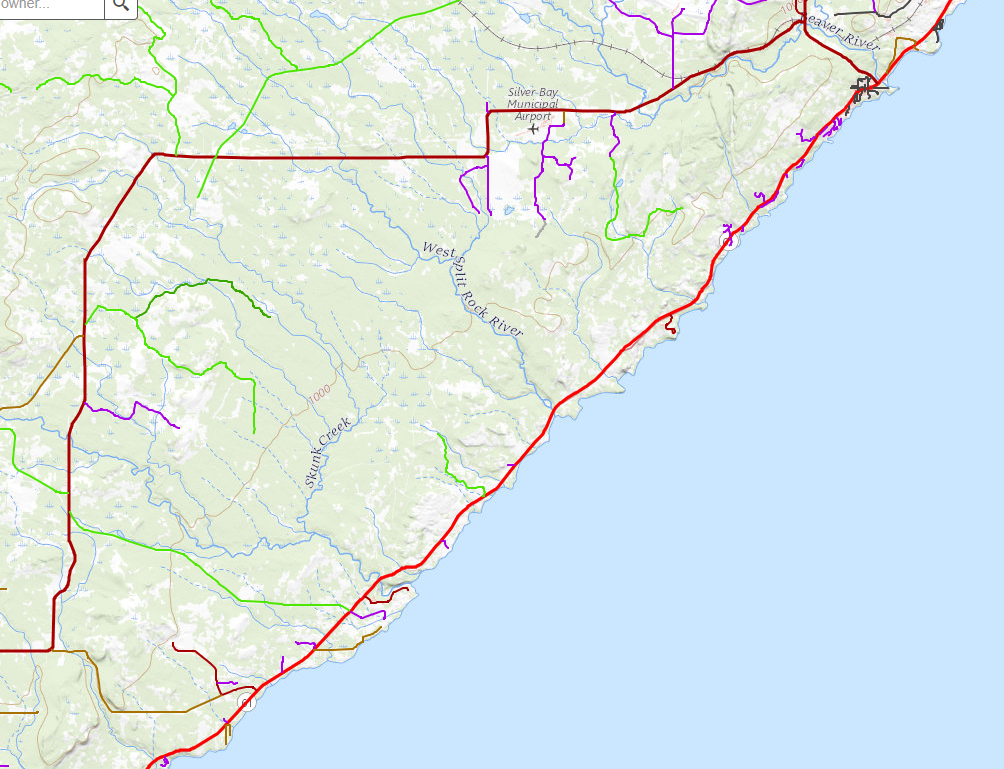 owner...
Beaver River
Silver Bay
Municipal
Airport
West Split Rock River
1000
Skunk Creek
61